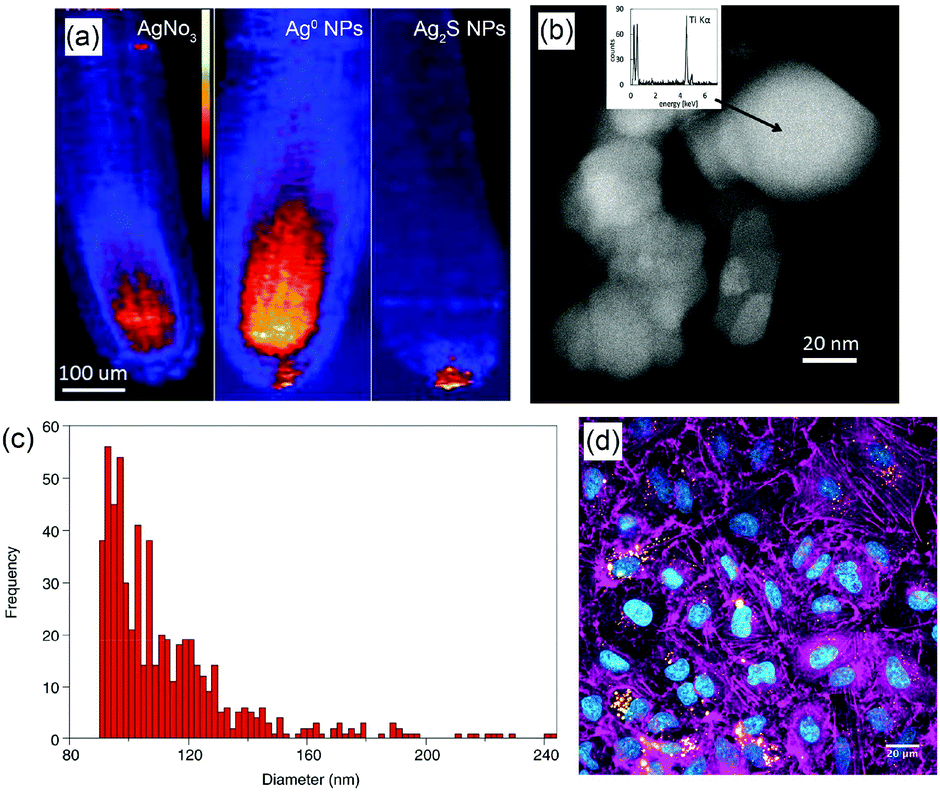 (a)
AgNo3
Ag0 NPs
Ag2S NPs
100 um
(b)
Ti Kα
counts
90
60
30
0
0 2 4 6
energy [keV]
20 nm
(c)
Frequency
60
50
40
30
20
10
0
80 120 160 200 240
Diameter (nm)
(d)
20 µm